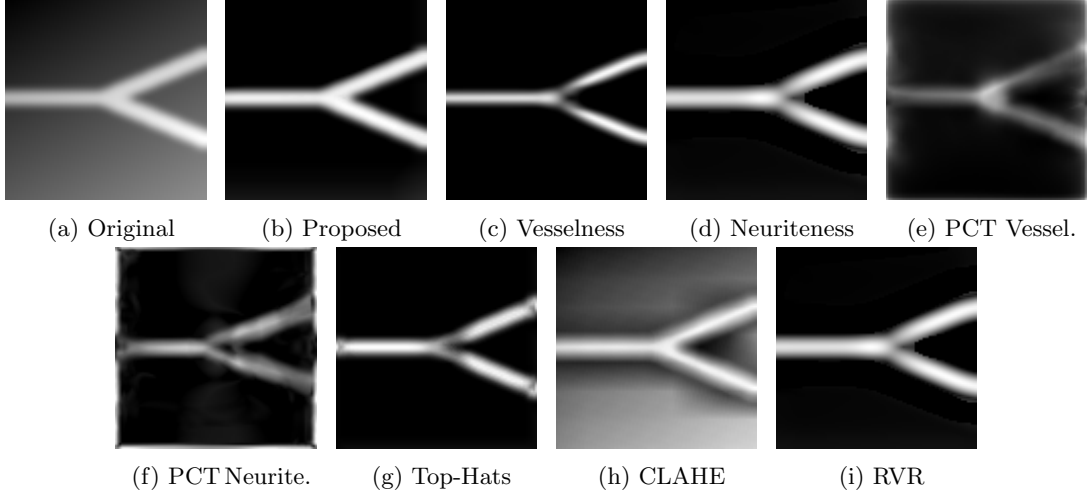 (a) Original (b) Proposed (c) Vesselness (d) Neuriteness (e) PCT Vessel.
(f) PCT Neurite. (g) Top-Hats (h) CLAHE (i) RVR